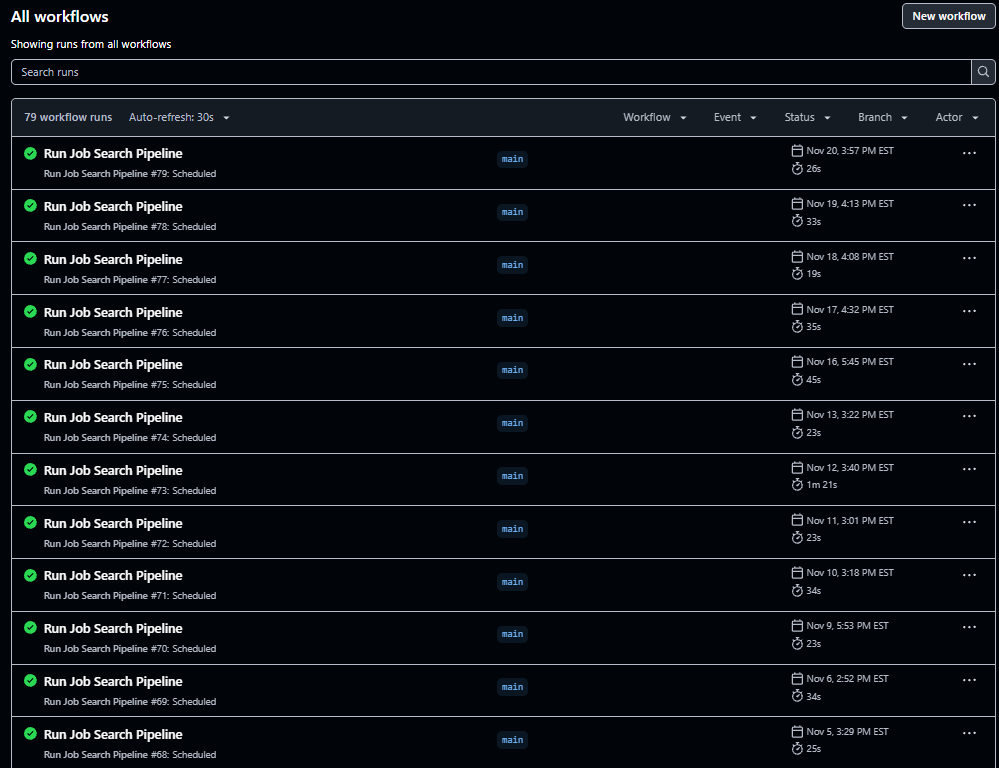 All workflows
New workflow
Showing runs from all workflows
Search runs
79 workflow runs Auto-refresh: 30s Workflow Event Status Branch Actor
Run Job Search Pipeline
Run Job Search Pipeline #79: Scheduled
main
Nov 20, 3:57 PM EST
26s
Run Job Search Pipeline
Run Job Search Pipeline #78: Scheduled
main
Nov 19, 4:13 PM EST
33s
Run Job Search Pipeline
Run Job Search Pipeline #77: Scheduled
main
Nov 18, 4:08 PM EST
19s
Run Job Search Pipeline
Run Job Search Pipeline #76: Scheduled
main
Nov 17, 4:32 PM EST
35s
Run Job Search Pipeline
Run Job Search Pipeline #75: Scheduled
main
Nov 16, 5:45 PM EST
45s
Run Job Search Pipeline
Run Job Search Pipeline #74: Scheduled
main
Nov 13, 3:22 PM EST
23s
Run Job Search Pipeline
Run Job Search Pipeline #73: Scheduled
main
Nov 12, 3:40 PM EST
1m 21s
Run Job Search Pipeline
Run Job Search Pipeline #72: Scheduled
main
Nov 11, 3:01 PM EST
23s
Run Job Search Pipeline
Run Job Search Pipeline #71: Scheduled
main
Nov 10, 3:18 PM EST
34s
Run Job Search Pipeline
Run Job Search Pipeline #70: Scheduled
main
Nov 9, 5:53 PM EST
23s
Run Job Search Pipeline
Run Job Search Pipeline #69: Scheduled
main
Nov 6, 2:52 PM EST
34s
Run Job Search Pipeline
Run Job Search Pipeline #68: Scheduled
main
Nov 5, 3:29 PM EST
25s